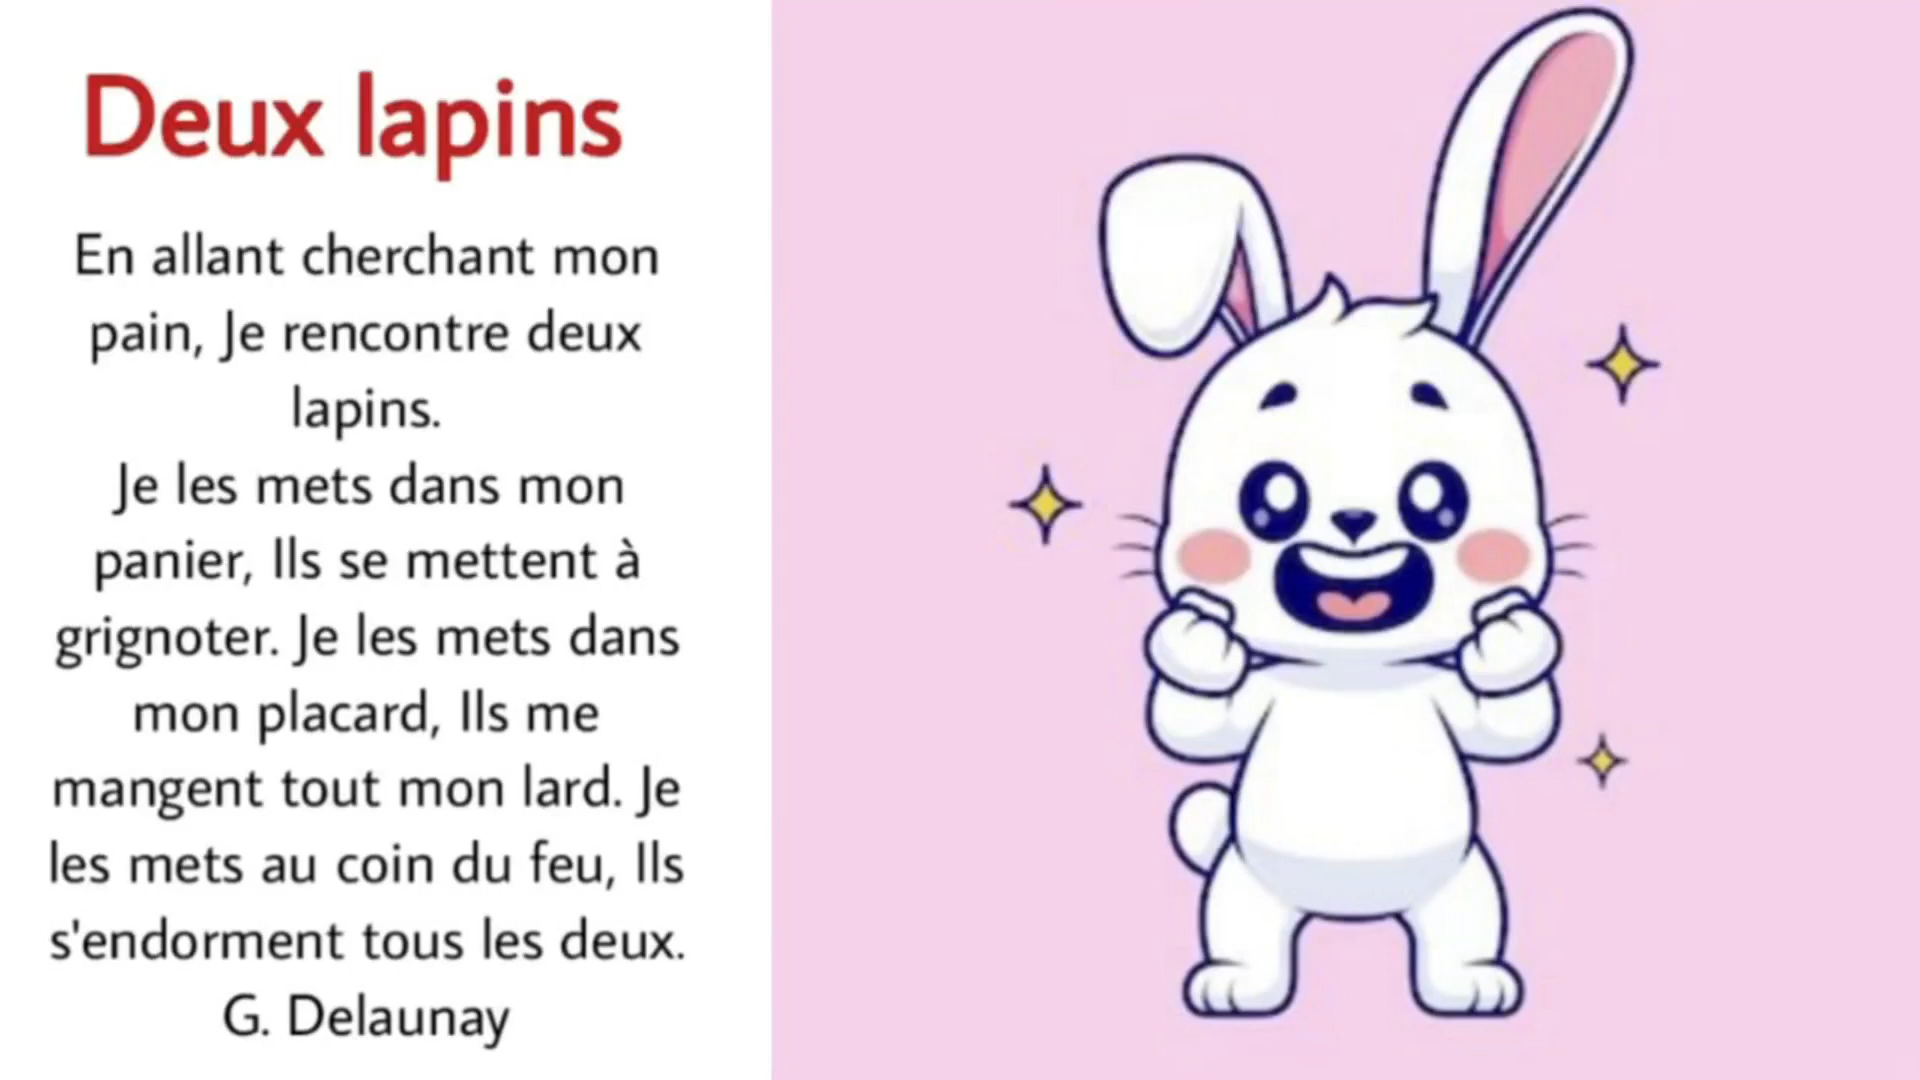 Deux lapins
En allant cherchant mon
pain, Je rencontre deux
lapins.
Je les mets dans mon
panier, Ils se mettent à
grignoter. Je les mets dans
mon placard, Ils me
mangent tout mon lard. Je
les mets au coin du feu, Ils
s'endorment tous les deux.
G. Delaunay